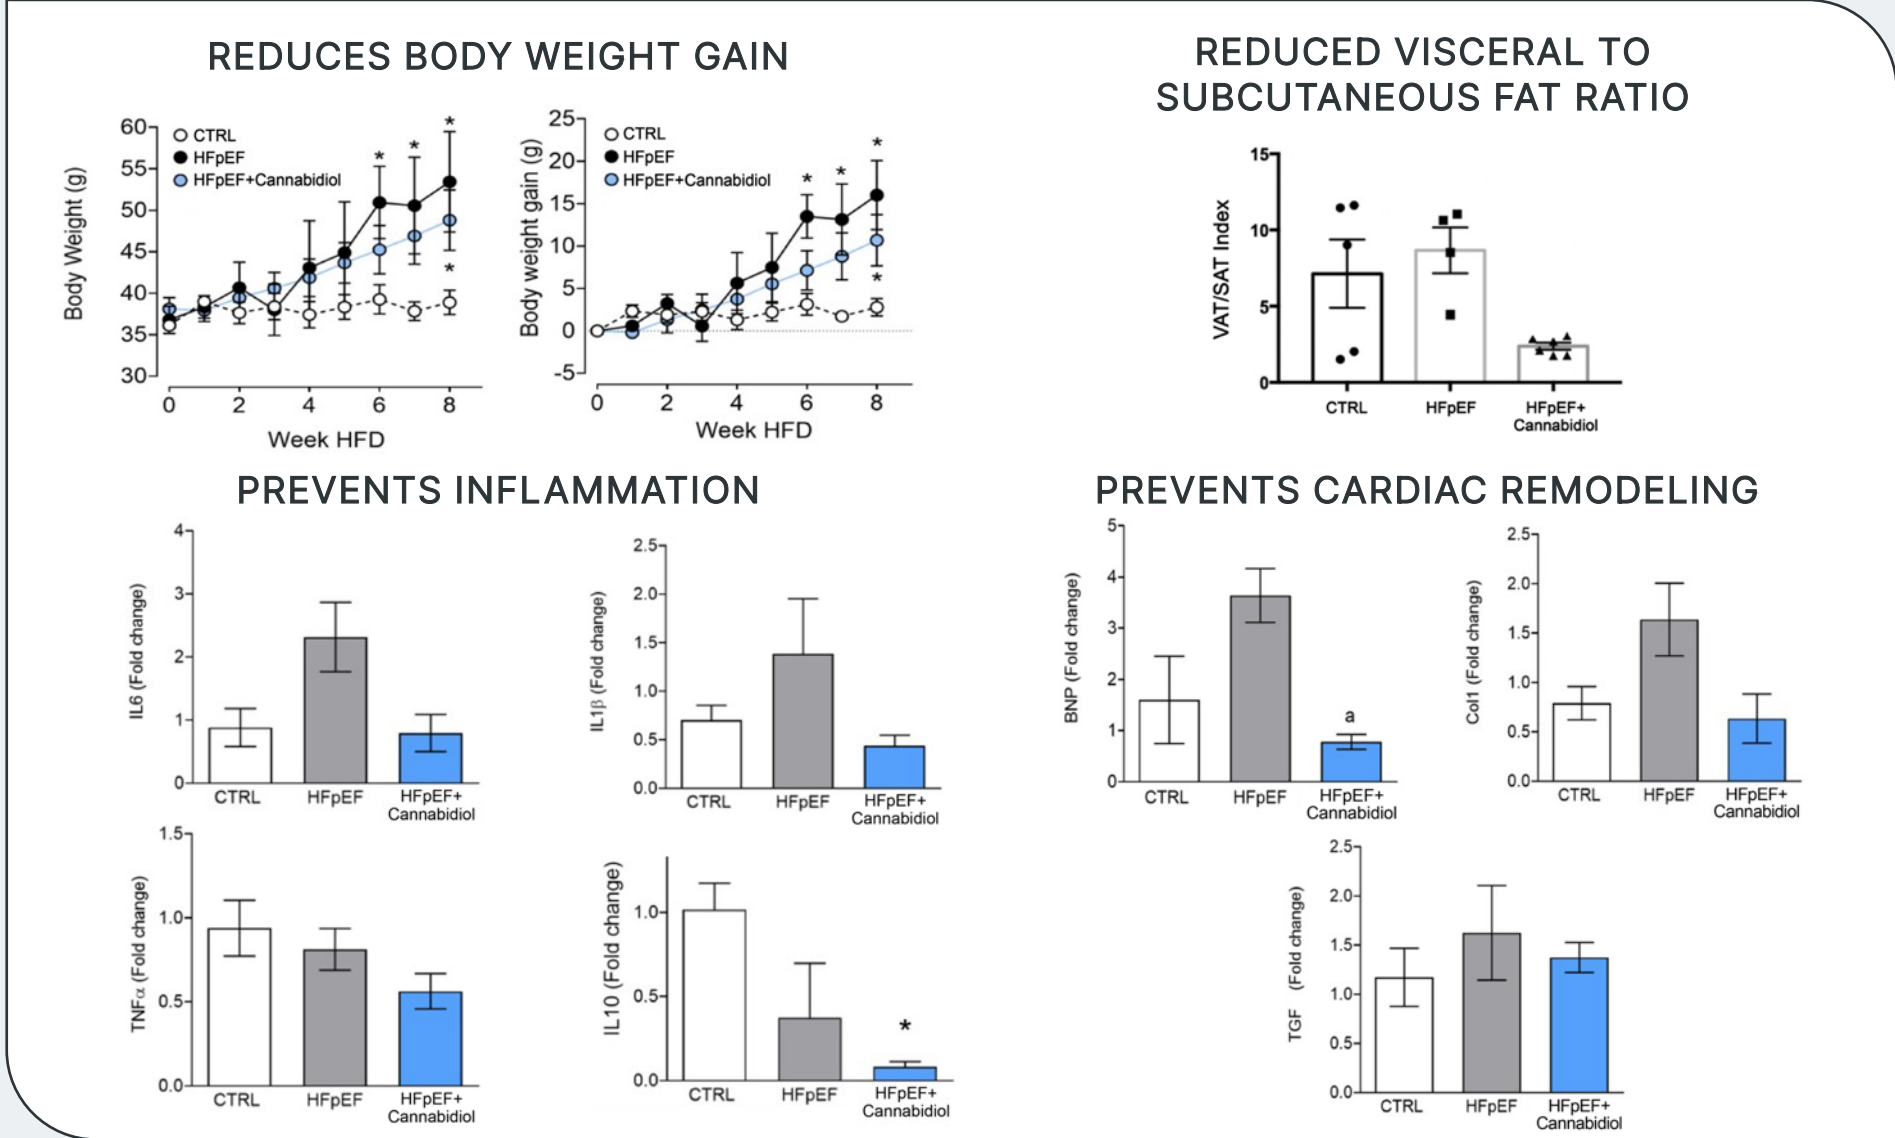 REDUCES BODY WEIGHT GAIN
60
55
50
45
40
35
30
Body Weight (g)
CTRL
HFpEF
HFpEF+Cannabidiol
*
*
*
*
0 2 4 6 8
Week HFD
25
20
15
10
5
0
-5
Body weight gain (g)
CTRL
HFpEF
HFpEF+Cannabidiol
*
*
*
*
0 2 4 6 8
Week HFD
REDUCED VISCERAL TO
SUBCUTANEOUS FAT RATIO
15
10
5
0
VAT/SAT Index
CTRL HFpEF HFpEF+
Cannabidiol
PREVENTS INFLAMMATION
4
3
2
1
0
IL6 (Fold change)
CTRL HFpEF HFpEF+
Cannabidiol
2.5
2.0
1.5
1.0
0.5
0.0
IL1β (Fold change)
CTRL HFpEF HFpEF+
Cannabidiol
1.5
1.0
0.5
0.0
TNFα (Fold change)
CTRL HFpEF HFpEF+
Cannabidiol
1.0
0.5
0.0
IL10 (Fold change)
*
CTRL HFpEF HFpEF+
Cannabidiol
PREVENTS CARDIAC REMODELING
5
4
3
2
1
0
BNP (Fold change)
a
CTRL HFpEF HFpEF+
Cannabidiol
2.5
2.0
1.5
1.0
0.5
0.0
Col1 (Fold change)
CTRL HFpEF HFpEF+
Cannabidiol
2.5
2.0
1.5
1.0
0.5
0.0
TGF (Fold change)
CTRL HFpEF HFpEF+
Cannabidiol